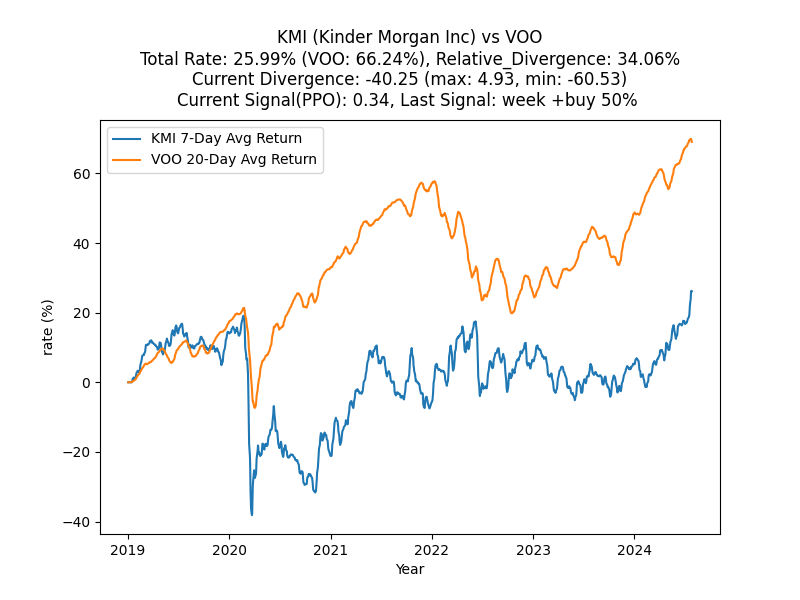 KMI (Kinder Morgan Inc) vs VOO
Total Rate: 25.99% (VOO: 66.24%), Relative_Divergence: 34.06%
Current Divergence: -40.25 (max: 4.93, min: -60.53)
Current Signal(PPO): 0.34, Last Signal: week +buy 50%
KMI 7-Day Avg Return
VOO 20-Day Avg Return
rate (%)
60
40
20
0
−20
−40
2019
2020
2021
2022
2023
2024
Year